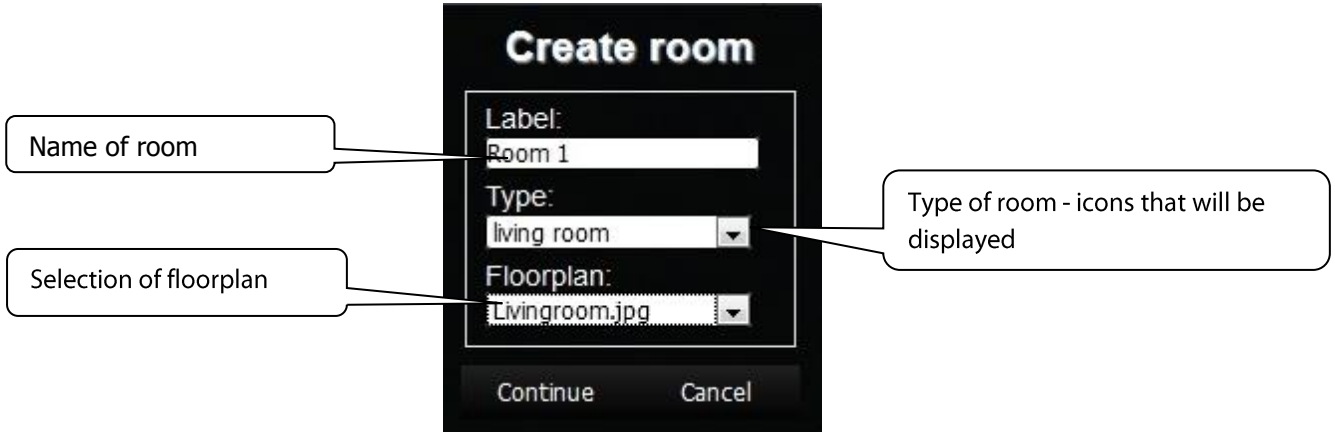 Create room
Label:
Room 1
Type:
living room
Floorplan:
Livingroom.jpg
Continue
Cancel
Name of room
Selection of floorplan
Type of room - icons that will be
displayed